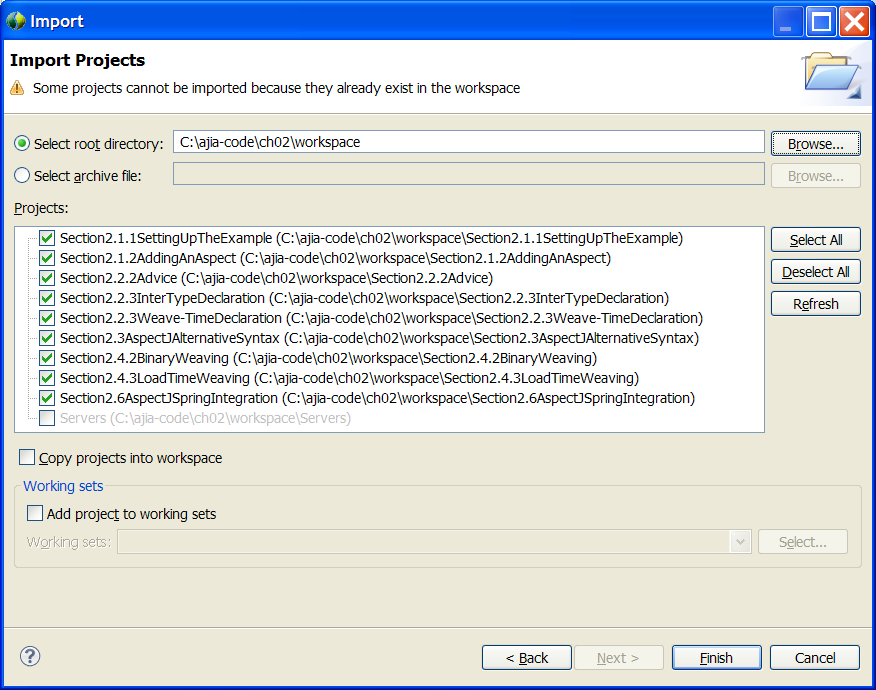 Import
Import Projects
Some projects cannot be imported because they already exist in the workspace
Select root directory: C:\ajia-code\ch02\workspace Browse...
Select archive file: Browse...
Projects:
Section2.1.1SettingUpTheExample (C:\ajia-code\ch02\workspace\Section2.1.1SettingUpTheExample)
Section2.1.2AddingAnAspect (C:\ajia-code\ch02\workspace\Section2.1.2AddingAnAspect)
Section2.2.2Advice (C:\ajia-code\ch02\workspace\Section2.2.2Advice)
Section2.2.3InterTypeDeclaration (C:\ajia-code\ch02\workspace\Section2.2.3InterTypeDeclaration)
Section2.2.3Weave-TimeDeclaration (C:\ajia-code\ch02\workspace\Section2.2.3Weave-TimeDeclaration)
Section2.3AspectJAlternativeSyntax (C:\ajia-code\ch02\workspace\Section2.3AspectJAlternativeSyntax)
Section2.4.2BinaryWeaving (C:\ajia-code\ch02\workspace\Section2.4.2BinaryWeaving)
Section2.4.3LoadTimeWeaving (C:\ajia-code\ch02\workspace\Section2.4.3LoadTimeWeaving)
Section2.6AspectJSpringIntegration (C:\ajia-code\ch02\workspace\Section2.6AspectJSpringIntegration)
Servers (C:\ajia-code\ch02\workspace\Servers)
Select All
Deselect All
Refresh
Copy projects into workspace
Working sets
Add project to working sets
Working sets: Select...
? < Back Next > Finish Cancel